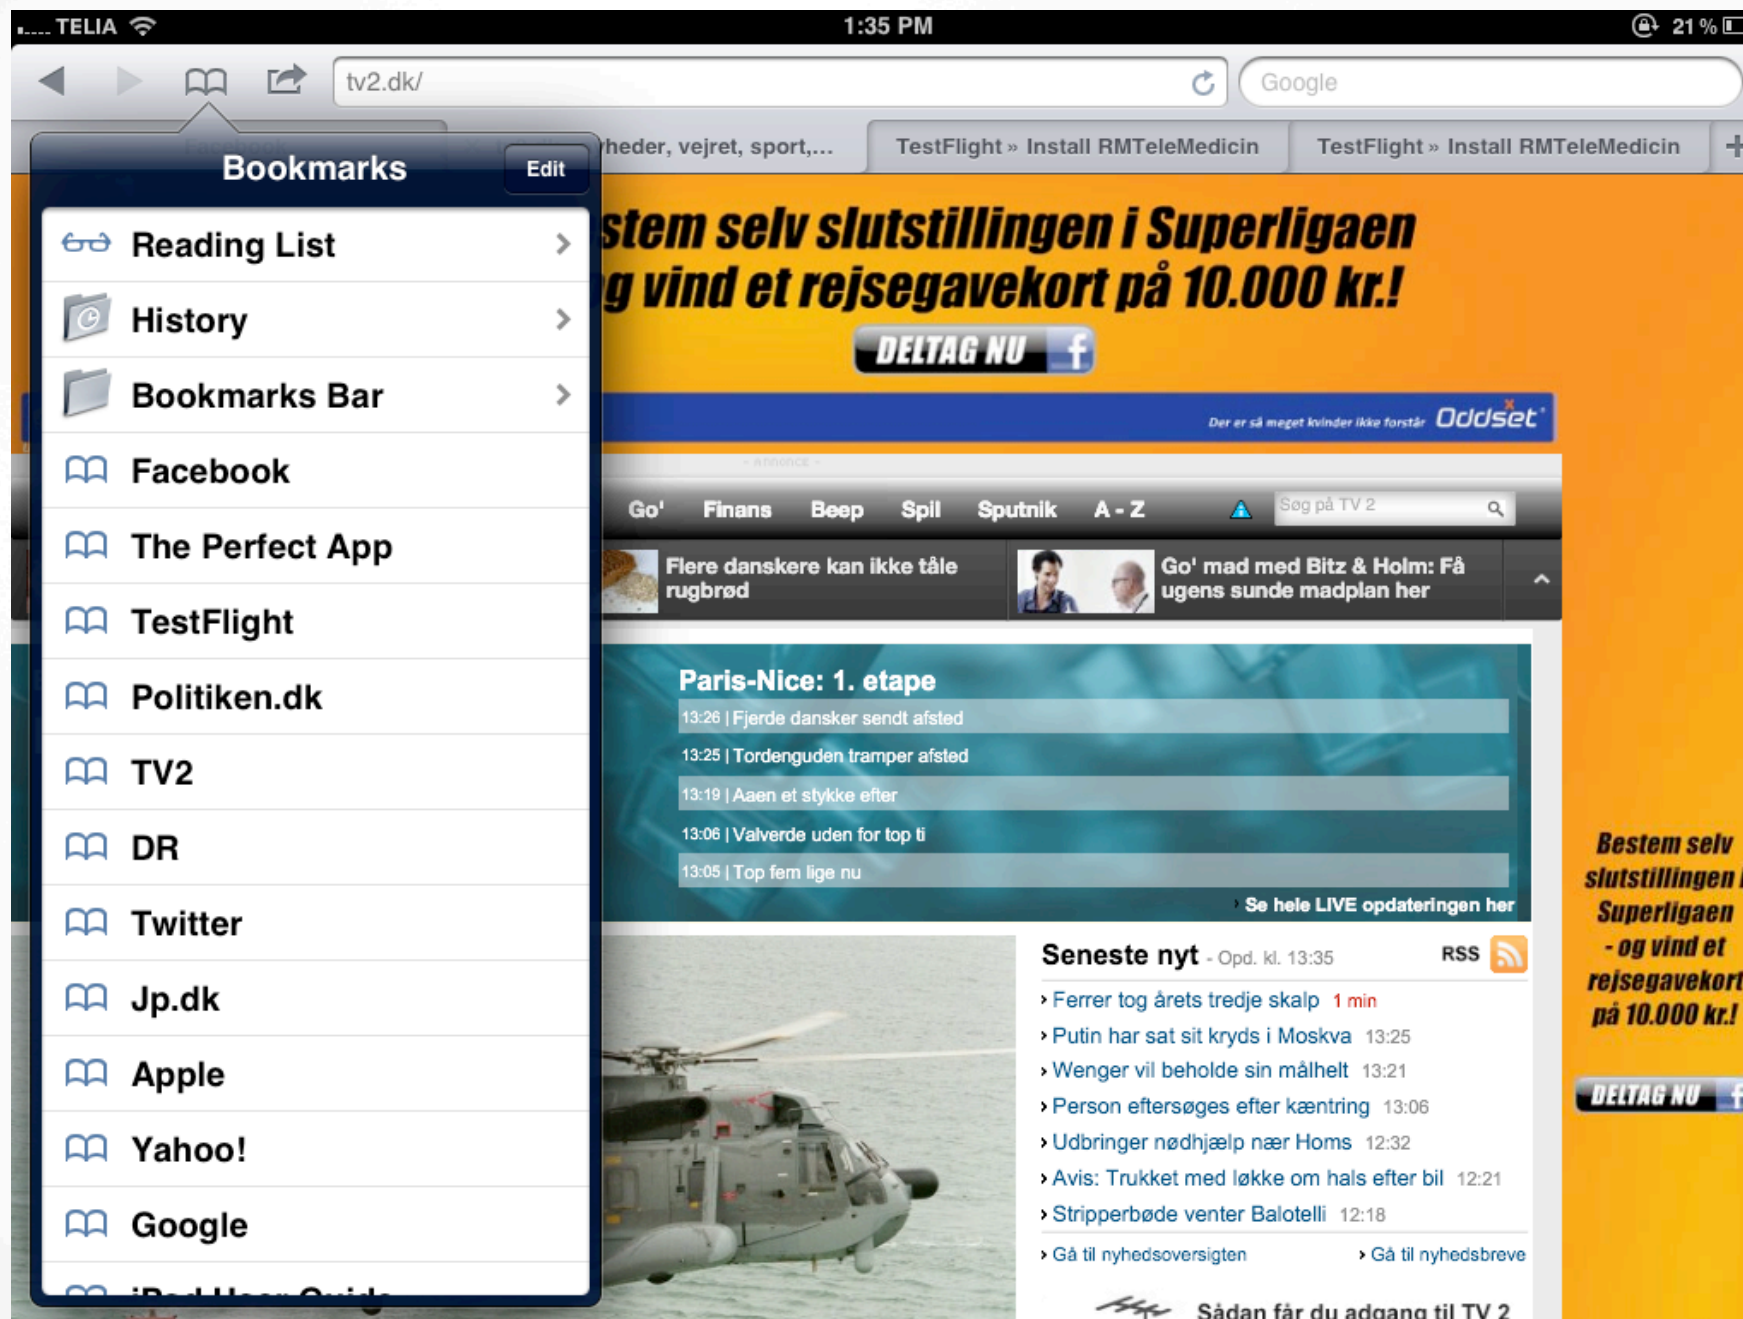 TELIA
1:35 PM
21 %
tv2.dk/
Google
Facebook
heder, vejret, sport,...
TestFlight » Install RMTeleMedicin
TestFlight » Install RMTeleMedicin
Bookmarks
Edit
Reading List
History
Bookmarks Bar
Facebook
The Perfect App
TestFlight
Politiken.dk
TV2
DR
Twitter
Jp.dk
Apple
Yahoo!
Google
iPad User Guide
stem selv slutstillingen i Superligaen
g vind et rejsegavekort på 10.000 kr.!
DELTAG NU f
Der er så meget kvinder ikke forstår Oddset
- Annonce -
Go' Finans Beep Spil Sputnik A - Z
Søg på TV 2
Flere danskere kan ikke tåle
rugbrød
Go' mad med Bitz & Holm: Få
ugens sunde madplan her
Paris-Nice: 1. etape
13:26 | Fjerde dansker sendt afsted
13:25 | Tordenguden tramper afsted
13:19 | Aaen et stykke efter
13:06 | Valverde uden for top ti
13:05 | Top fem lige nu
Se hele LIVE opdateringen her
Seneste nyt - Opd. kl. 13:35 RSS
› Ferrer tog årets tredje skalp 1 min
› Putin har sat sit kryds i Moskva 13:25
› Wenger vil beholde sin målhelt 13:21
› Person eftersøges efter kæntring 13:06
› Udbringer nødhjælp nær Homs 12:32
› Avis: Trukket med løkke om hals efter bil 12:21
› Stripperbøde venter Balotelli 12:18
› Gå til nyhedsoversigten › Gå til nyhedsbreve
Sådan får du adgang til TV 2
Bestem selv
slutstillingen i
Superligaen
- og vind et
rejsegavekort
på 10.000 kr.!
DELTAG NU f